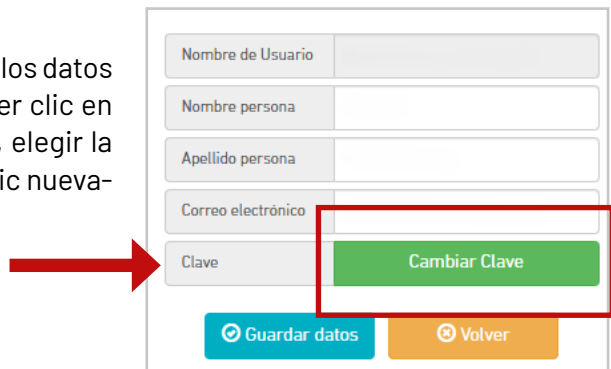 los datos
er clic en
, elegir la
ic nueva-
Nombre de Usuario
Nombre persona
Apellido persona
Correo electrónico
Clave
Cambiar Clave
Guardar datos
Volver